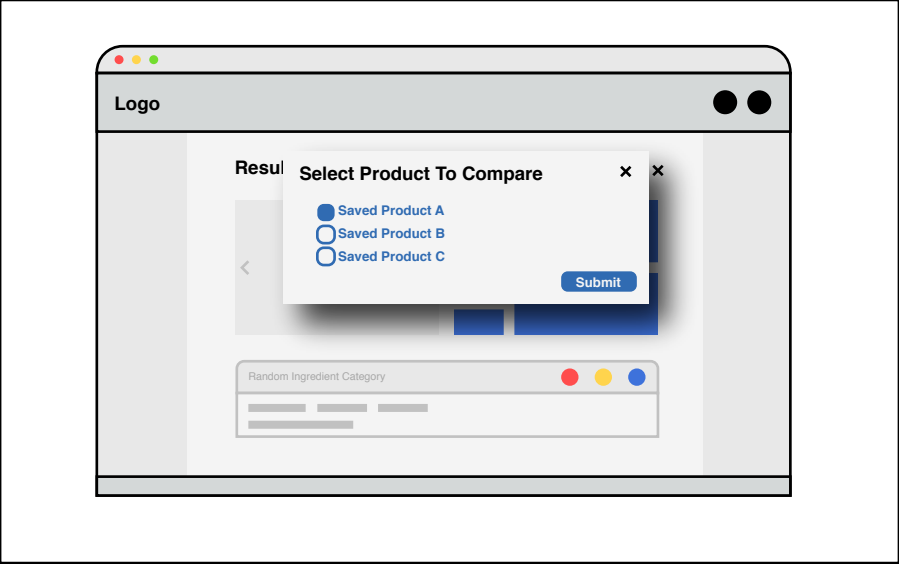 Logo
Resul
Select Product To Compare
Saved Product A
Saved Product B
Saved Product C
Submit
Random Ingredient Category